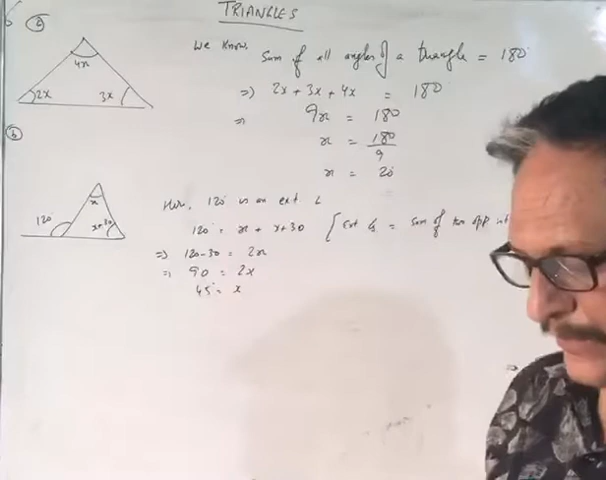 TRIANGLES
6 a
4x
2x 3x
We know, Sum of all angles of a triangle = 180°
=) 2x + 3x + 4x = 180°
=) 9x = 180
x = 180
9
x = 20
b
x
120° x+30
Here, 120° is an ext ∠
120° = x + x+30 [ Ext ∠s = Sum of two opp int
=) 120-30 = 2x
=) 90 = 2x
45° = x
=)